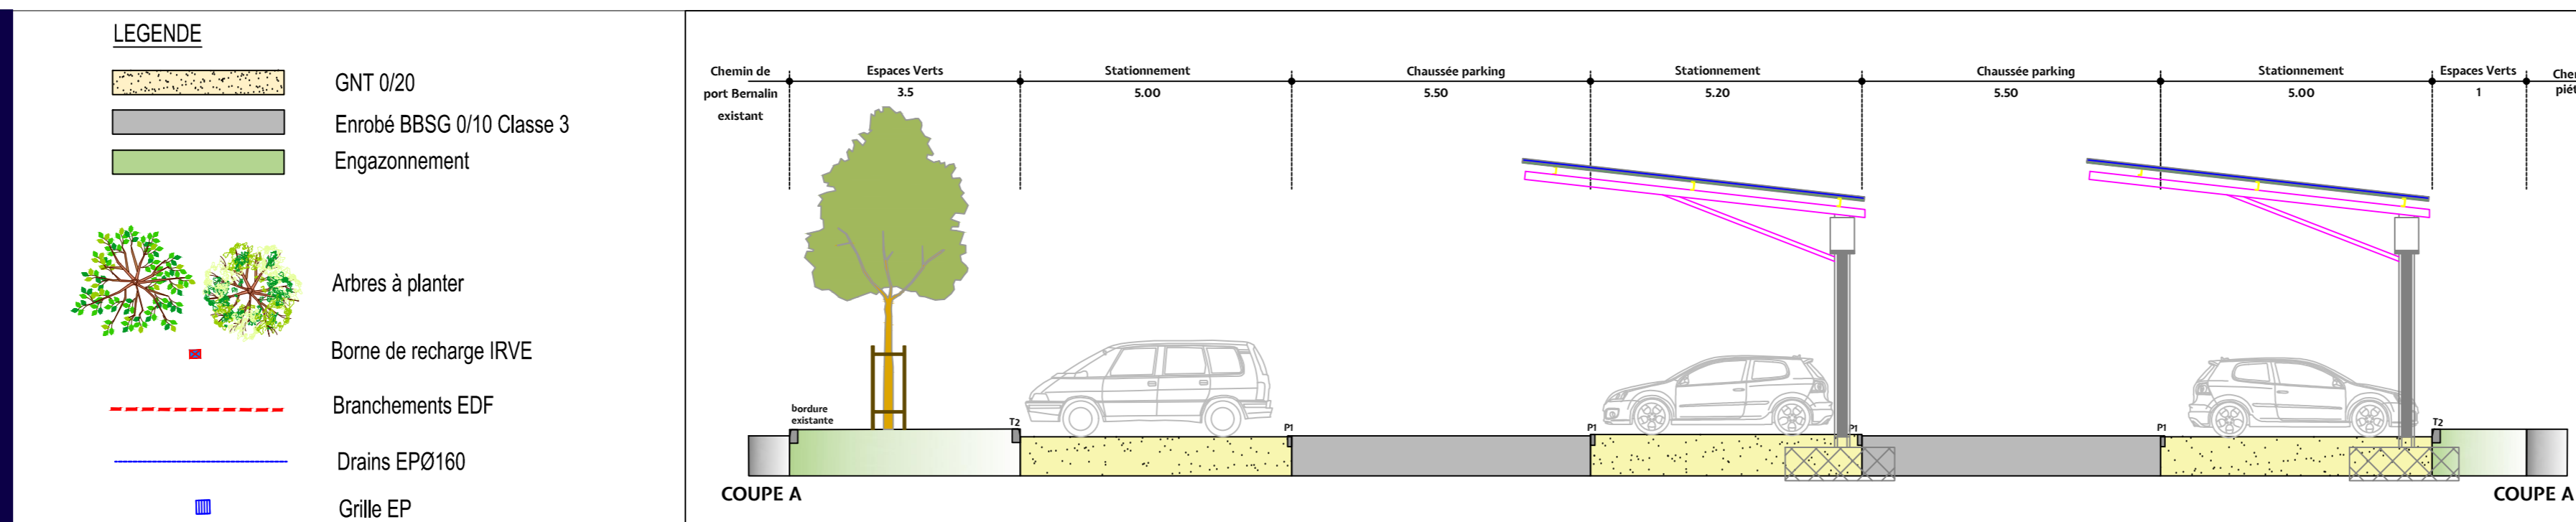 LEGENDE
GNT 0/20
Enrobé BBSG 0/10 Classe 3
Engazonnement
Arbres à planter
Borne de recharge IRVE
Branchements EDF
Drains EPØ160
Grille EP
Chemin de
port Bernalin
existant
Espaces Verts
3.5
Stationnement
5.00
Chaussée parking
5.50
Stationnement
5.20
Chaussée parking
5.50
Stationnement
5.00
Espaces Verts
1
bordure
existante
T2
P1
P1
P1
P1
T2
COUPE A
COUPE A